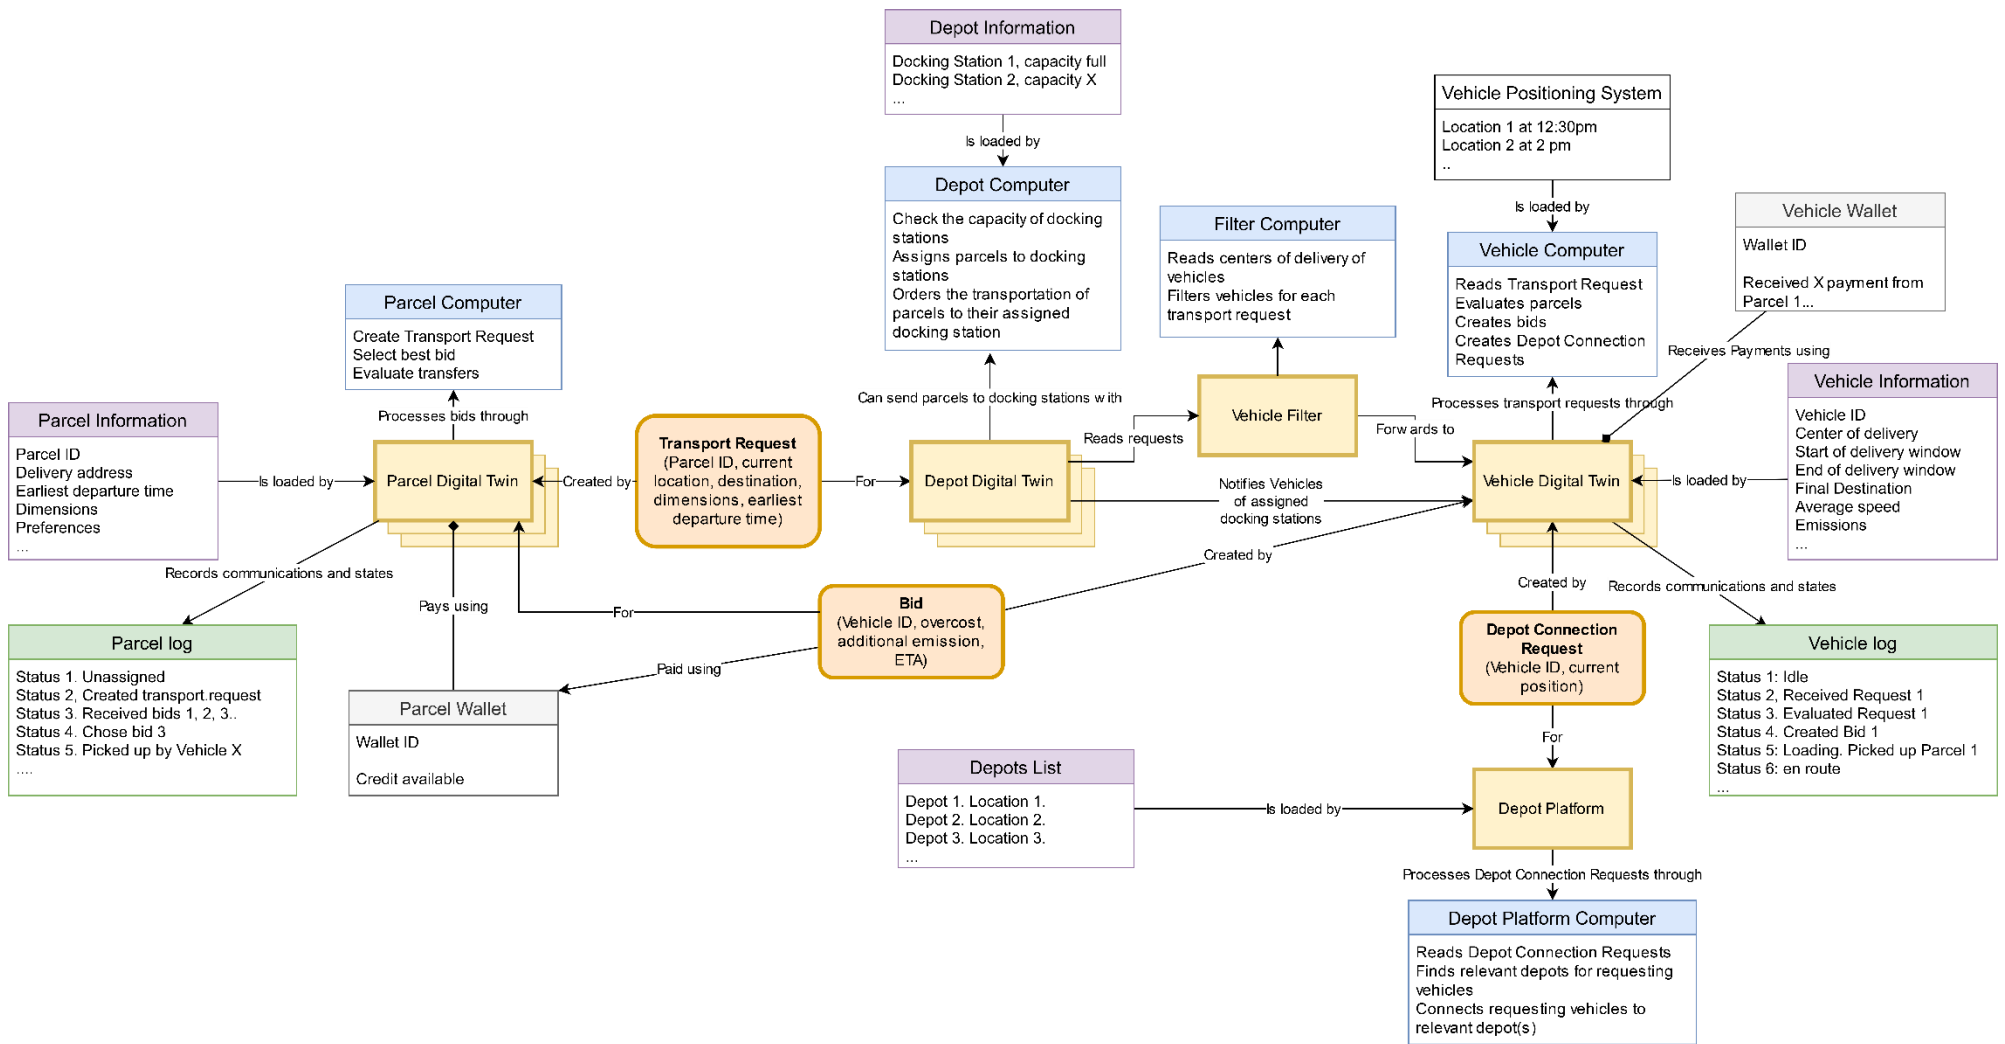 Depot Information
Docking Station 1, capacity full
Docking Station 2, capacity X
...
Is loaded by
Vehicle Positioning System
Location 1 at 12:30pm
Location 2 at 2 pm
..
Is loaded by
Depot Computer
Check the capacity of docking
stations
Assigns parcels to docking
stations
Orders the transportation of
parcels to their assigned
docking station
Filter Computer
Reads centers of delivery of
vehicles
Filters vehicles for each
transport request
Vehicle Computer
Reads Transport Request
Evaluates parcels
Creates bids
Creates Depot Connection
Requests
Vehicle Wallet
Wallet ID
Received X payment from
Parcel 1...
Receives Payments using
Parcel Computer
Create Transport Request
Select best bid
Evaluate transfers
Processes bids through
Can send parcels to docking stations with
Processes transport requests through
Parcel Information
Parcel ID
Delivery address
Earliest departure time
Dimensions
Preferences
...
Is loaded by
Parcel Digital Twin
Created by
Transport Request
(Parcel ID, current
location, destination,
dimensions, earliest
departure time)
For
Depot Digital Twin
Reads requests
Vehicle Filter
Forwards to
Notifies Vehicles
of assigned
docking stations
Vehicle Digital Twin
Is loaded by
Vehicle Information
Vehicle ID
Center of delivery
Start of delivery window
End of delivery window
Final Destination
Average speed
Emissions
...
Records communications and states
Pays using
For
Bid
(Vehicle ID, overcost,
additional emission,
ETA)
Created by
Paid using
Created by
Records communications and states
Parcel log
Status 1. Unassigned
Status 2, Created transport.request
Status 3. Received bids 1, 2, 3..
Status 4. Chose bid 3
Status 5. Picked up by Vehicle X
....
Parcel Wallet
Wallet ID
Credit available
Depot Connection
Request
(Vehicle ID, current
position)
For
Vehicle log
Status 1: Idle
Status 2, Received Request 1
Status 3. Evaluated Request 1
Status 4. Created Bid 1
Status 5: Loading. Picked up Parcel 1
Status 6: en route
...
Depots List
Depot 1. Location 1.
Depot 2. Location 2.
Depot 3. Location 3.
...
Is loaded by
Depot Platform
Processes Depot Connection Requests through
Depot Platform Computer
Reads Depot Connection Requests
Finds relevant depots for requesting
vehicles
Connects requesting vehicles to
relevant depot(s)